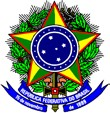 REPÚBLICA FEDERATIVA DO BRASIL
15 de novembro de 1889